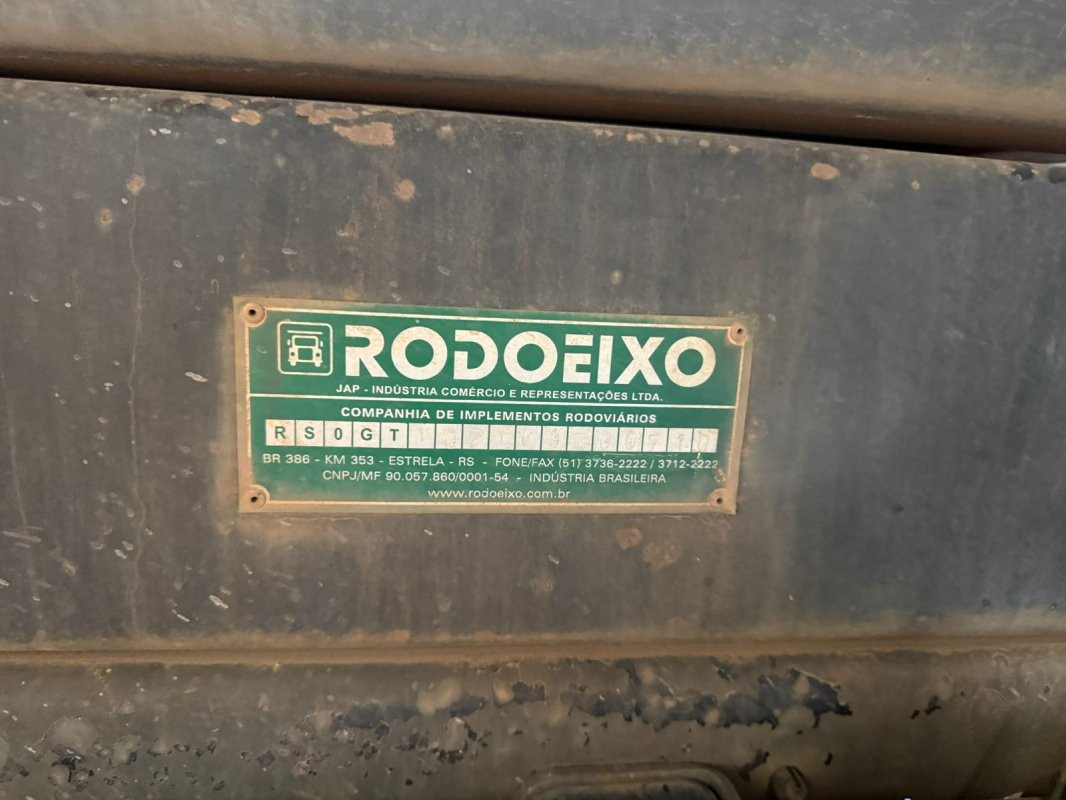 RODOEIXO
JAP - INDÚSTRIA COMÉRCIO E REPRESENTAÇÕES LTDA.
COMPANHIA DE IMPLEMENTOS RODOVIÁRIOS
RS0GT
BR 386 - KM 353 - ESTRELA - RS - FONE/FAX (51) 3736-2222 / 3712-2222
CNPJ/MF 90.057.860/0001-54 - INDÚSTRIA BRASILEIRA
www.rodoeixo.com.br